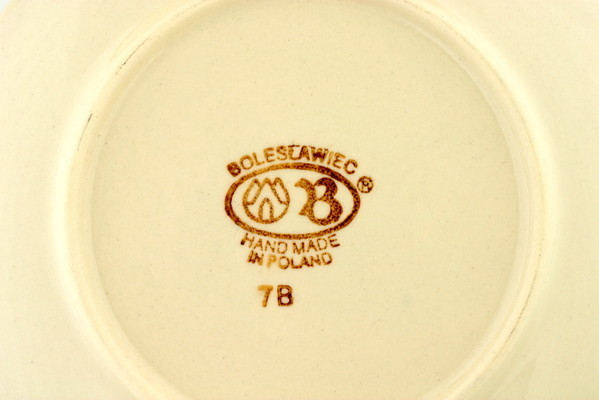 BOLESŁAWIEC ®
B
HAND MADE
IN POLAND
7B